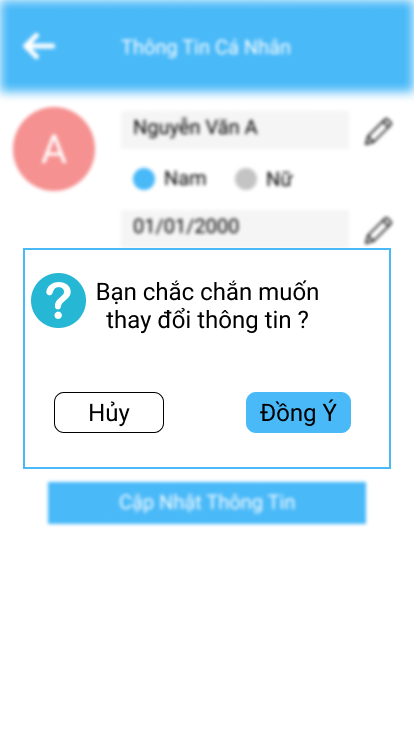 Thông Tin Cá Nhân
A
Nguyễn Văn A
Nam
Nữ
01/01/2000
?
Bạn chắc chắn muốn
thay đổi thông tin ?
Hủy
Đồng Ý
Cập Nhật Thông Tin